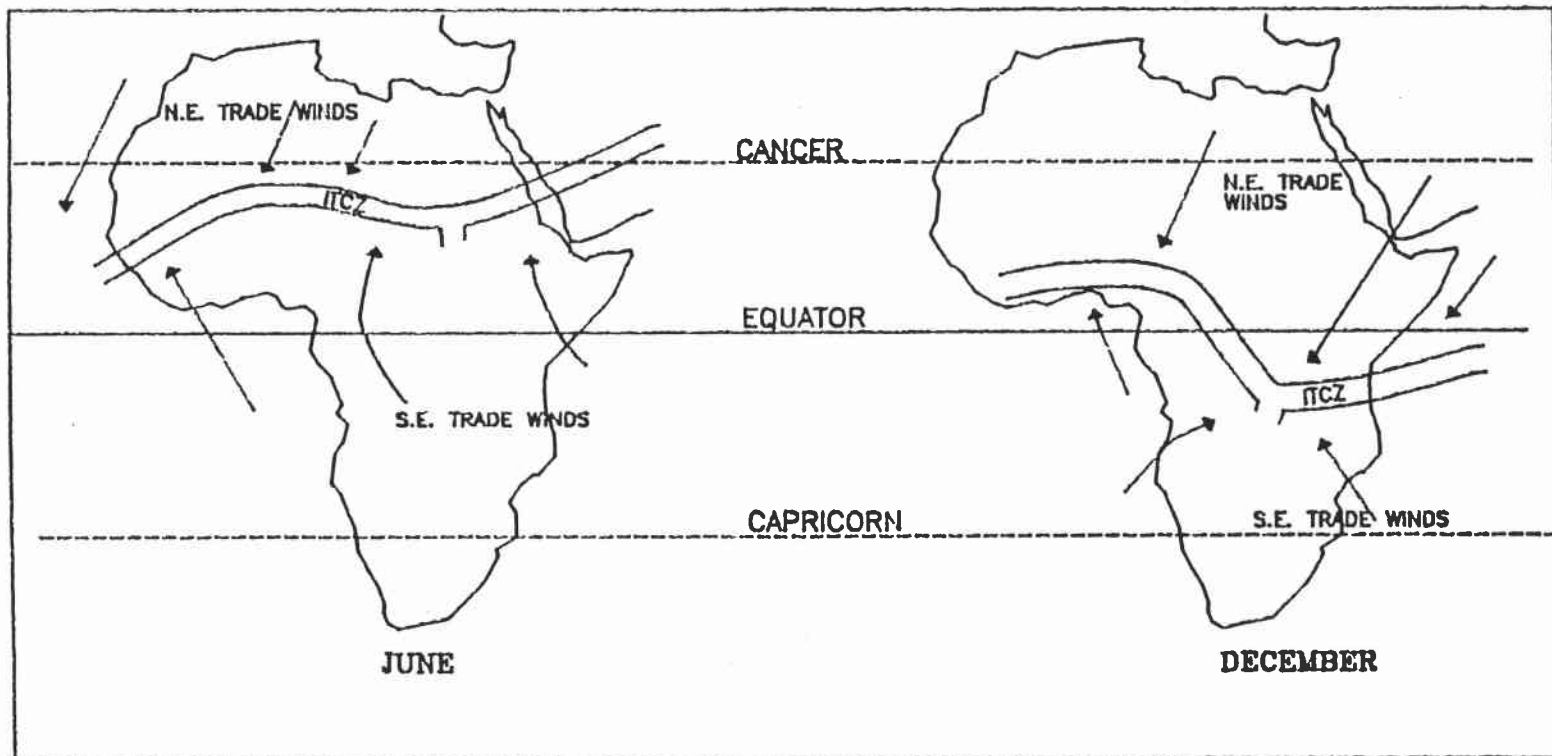 N.E. TRADE WINDS
CANCER
ITCZ
N.E. TRADE
WINDS
EQUATOR
S.E. TRADE WINDS
ITCZ
CAPRICORN
S.E. TRADE WINDS
JUNE
DECEMBER